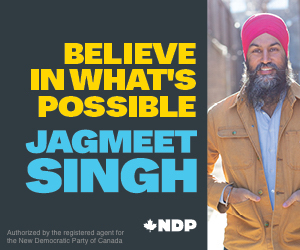 BELIEVE
IN WHAT'S
POSSIBLE
JAGMEET
SINGH
NDP
Authorized by the registered agent for
the New Democratic Party of Canada